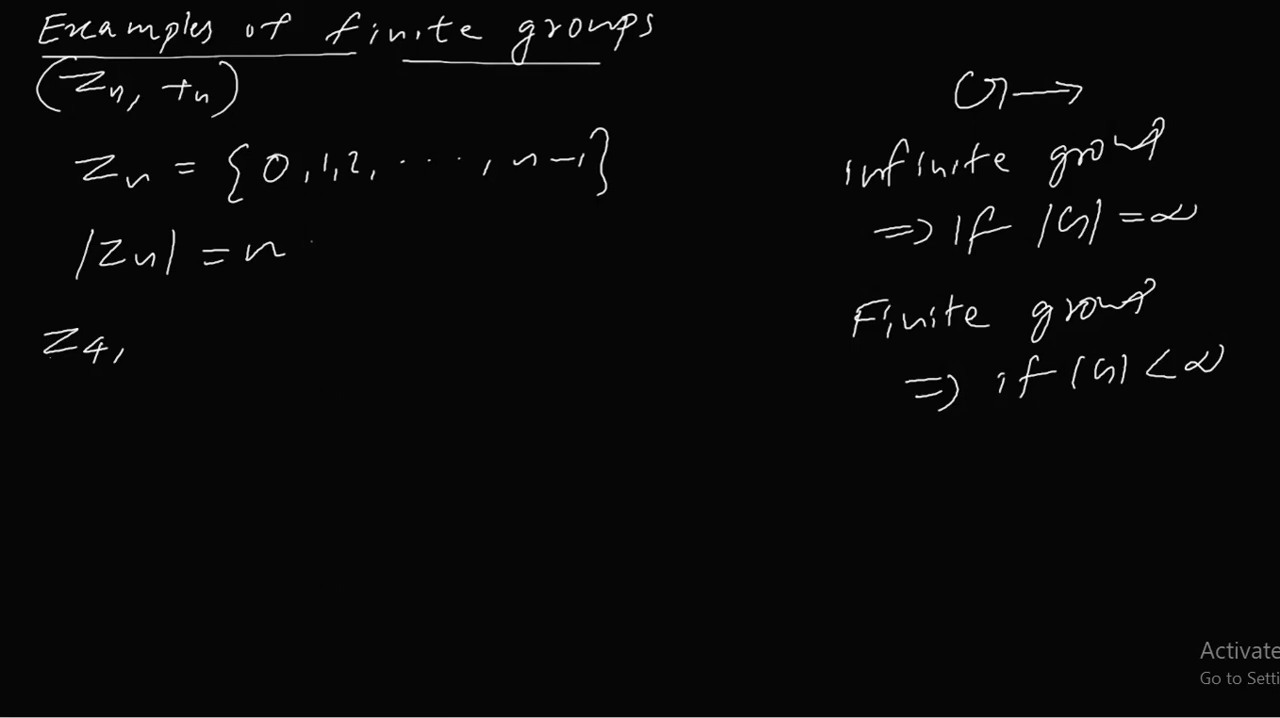 Examples of finite groups
(Zn, +n)
Zn = {0, 1, 2, ..., n-1}
|Zn| = n
Z4,
G →
infinite group
=> if |G| = ∞
Finite group
=> if |G| < ∞
Activate
Go to Setti